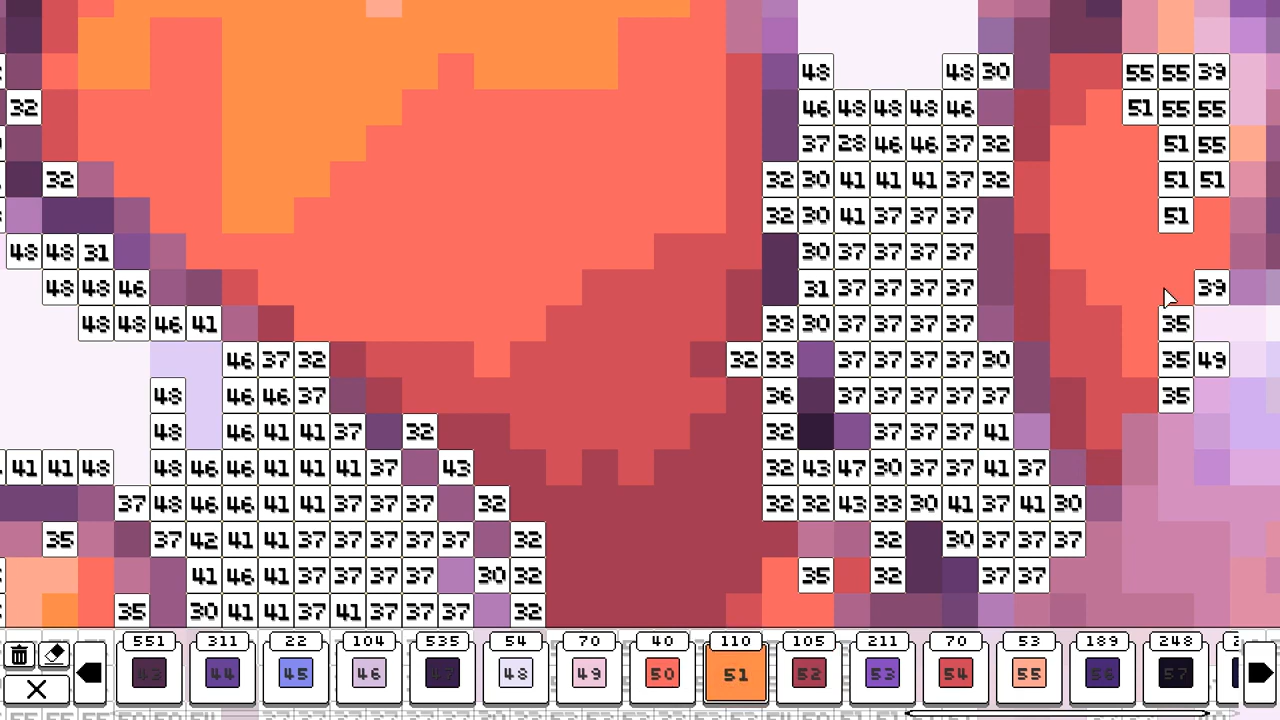 48 48 30 55 55 39
32 46 48 48 48 46 51 55 55
37 28 46 46 37 32 51 55
32 32 30 41 41 41 37 32 51 51
32 30 41 37 37 37 51
48 48 31 30 37 37 37 37
48 48 46 31 37 37 37 37 39
48 48 46 41 33 30 37 37 37 37 35
46 37 32 32 33 37 37 37 37 30 35 49
48 46 46 37 36 37 37 37 37 37 35
48 46 41 41 37 32 32 37 37 37 41
41 41 48 48 46 46 41 41 41 37 43 32 43 47 30 37 37 41 37
37 48 46 46 41 41 37 37 37 32 32 32 43 33 30 41 37 41 30
35 37 42 41 41 37 37 37 37 37 32 32 30 37 37 37
41 46 41 37 37 37 37 30 32 35 32 37 37
35 30 41 41 37 41 37 37 37 32
551 311 22 104 535 54 70 40 110 105 211 70 53 189 248
43 44 45 46 47 48 49 50 51 52 53 54 55 56 57